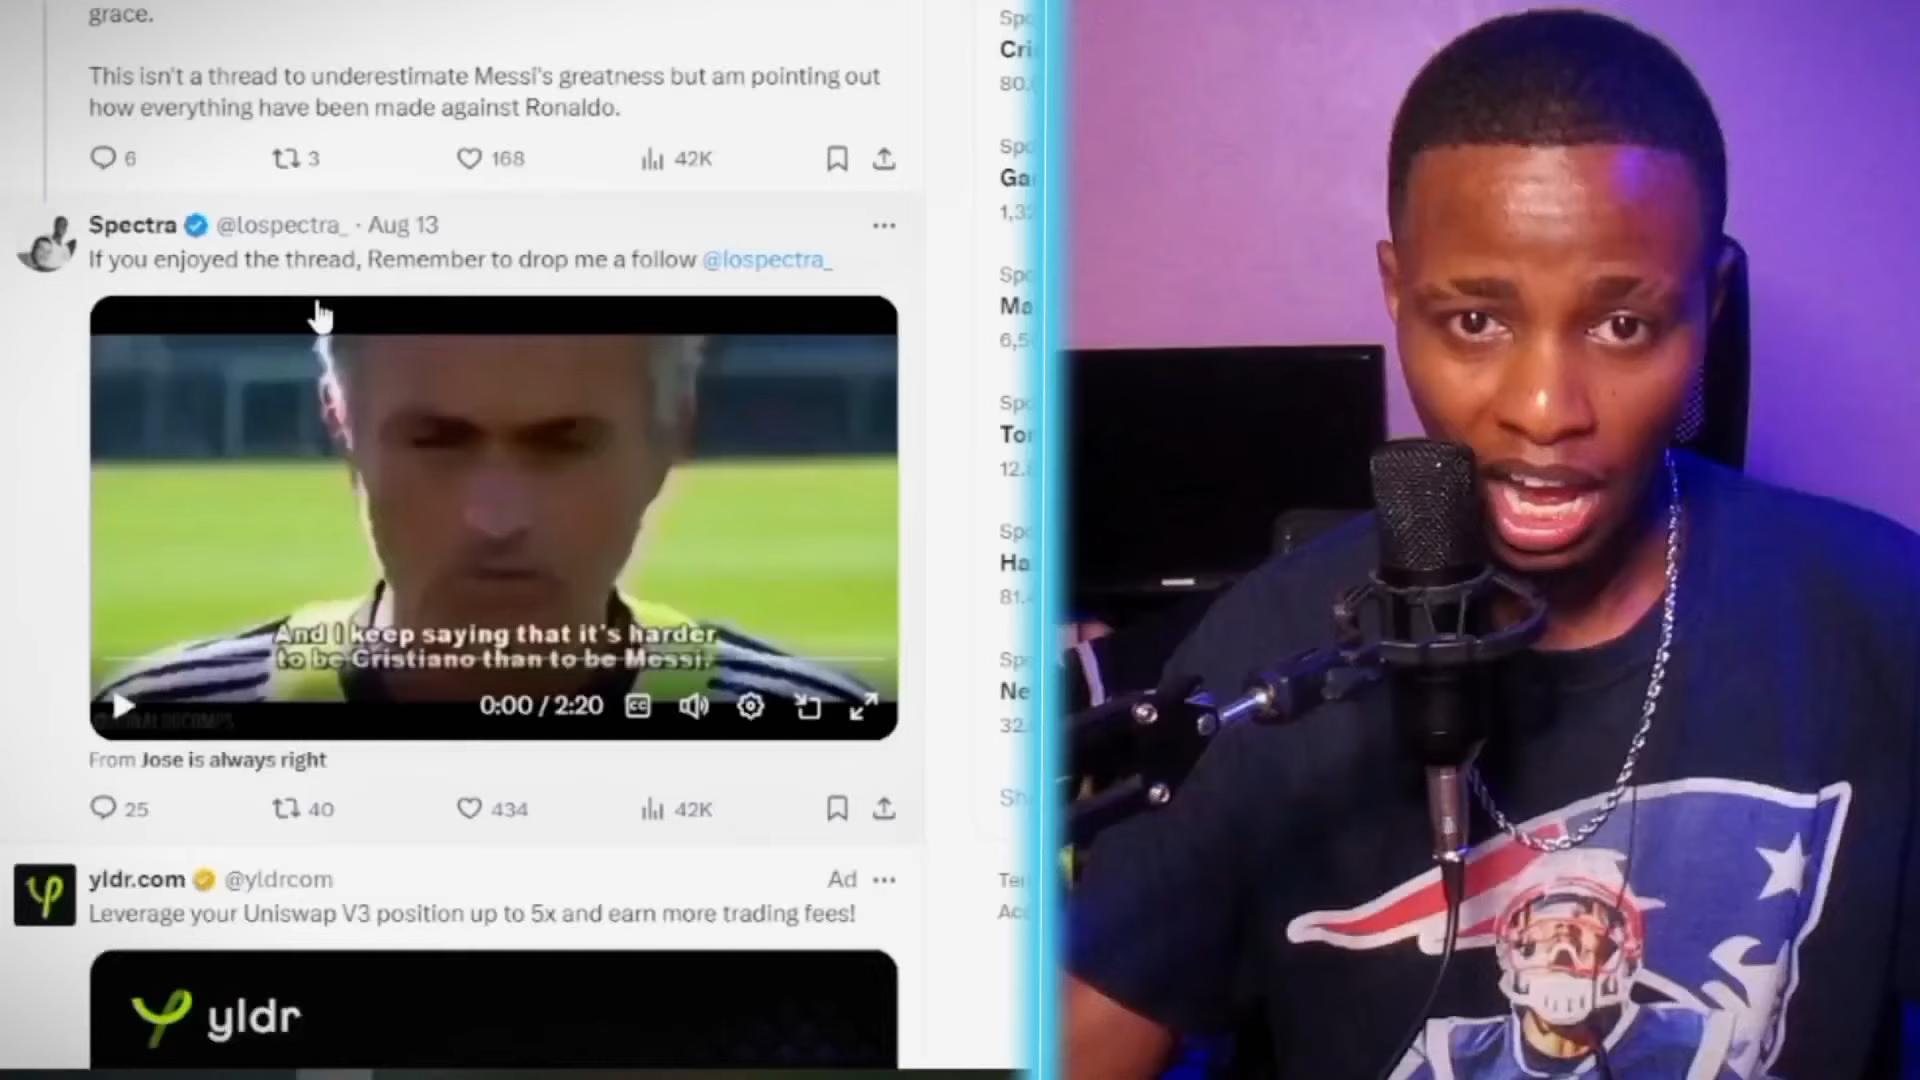 grace.
This isn't a thread to underestimate Messi's greatness but am pointing out
how everything have been made against Ronaldo.
6 3 168 42K
Spectra @lospectra_ · Aug 13
If you enjoyed the thread, Remember to drop me a follow @lospectra_
And I keep saying that it's harder
to be Cristiano than to be Messi.
0:00 / 2:20 CC
From Jose is always right
25 40 434 42K
yldr.com @yldrcom Ad
Leverage your Uniswap V3 position up to 5x and earn more trading fees!
yldr